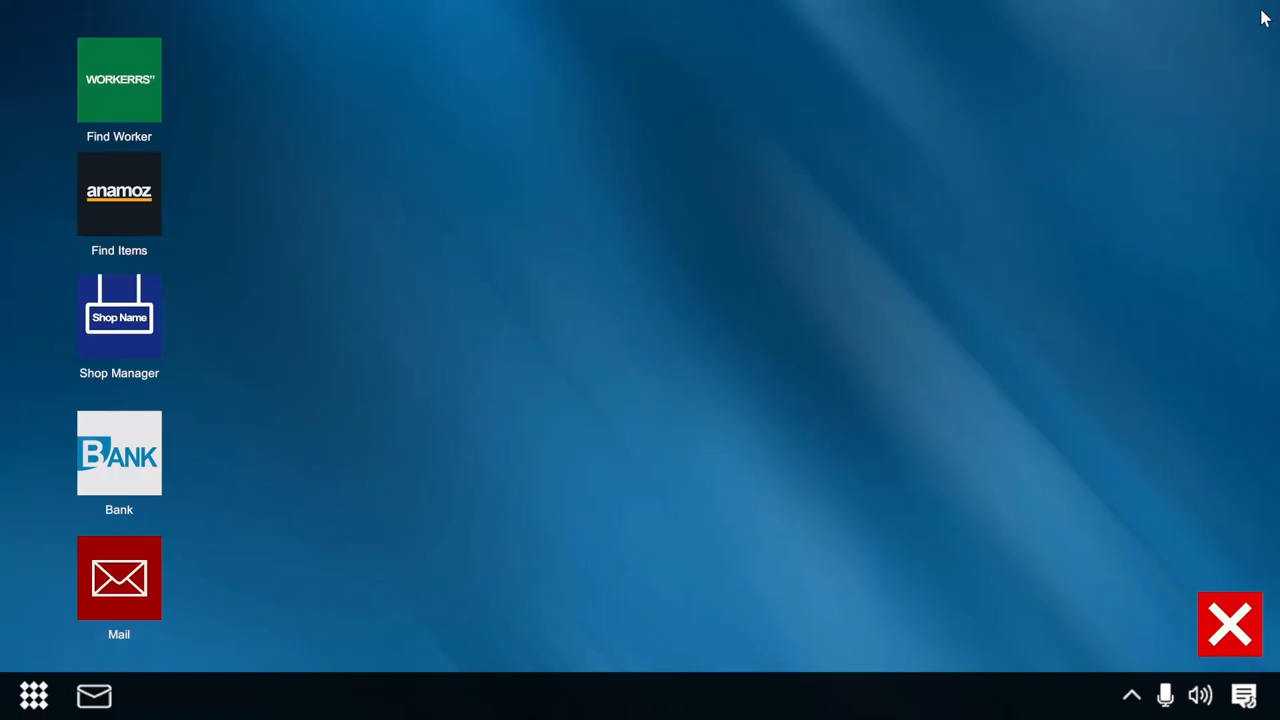 WORKERRS"
Find Worker
anamoz
Find Items
Shop Name
Shop Manager
BANK
Bank
Mail